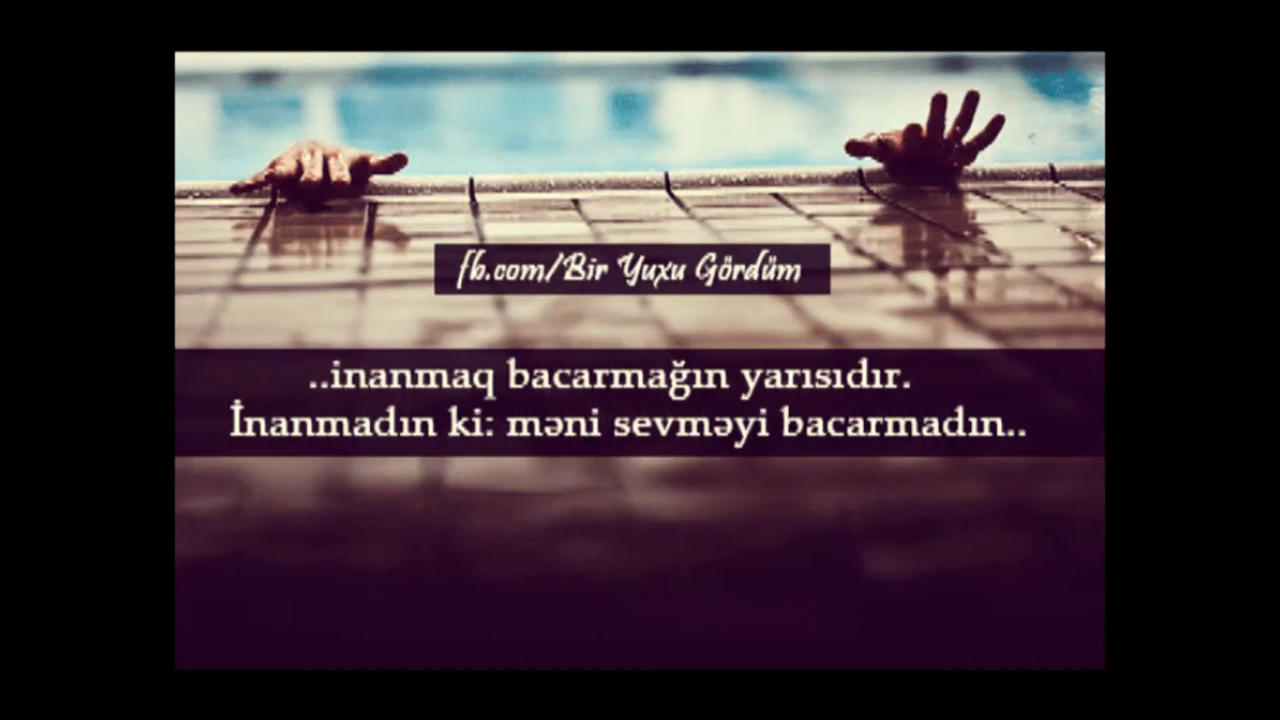 fb.com/Bir Yuxu Gördüm
..inanmaq bacarmağın yarısıdır.
İnanmadın ki: məni sevməyi bacarmadın..